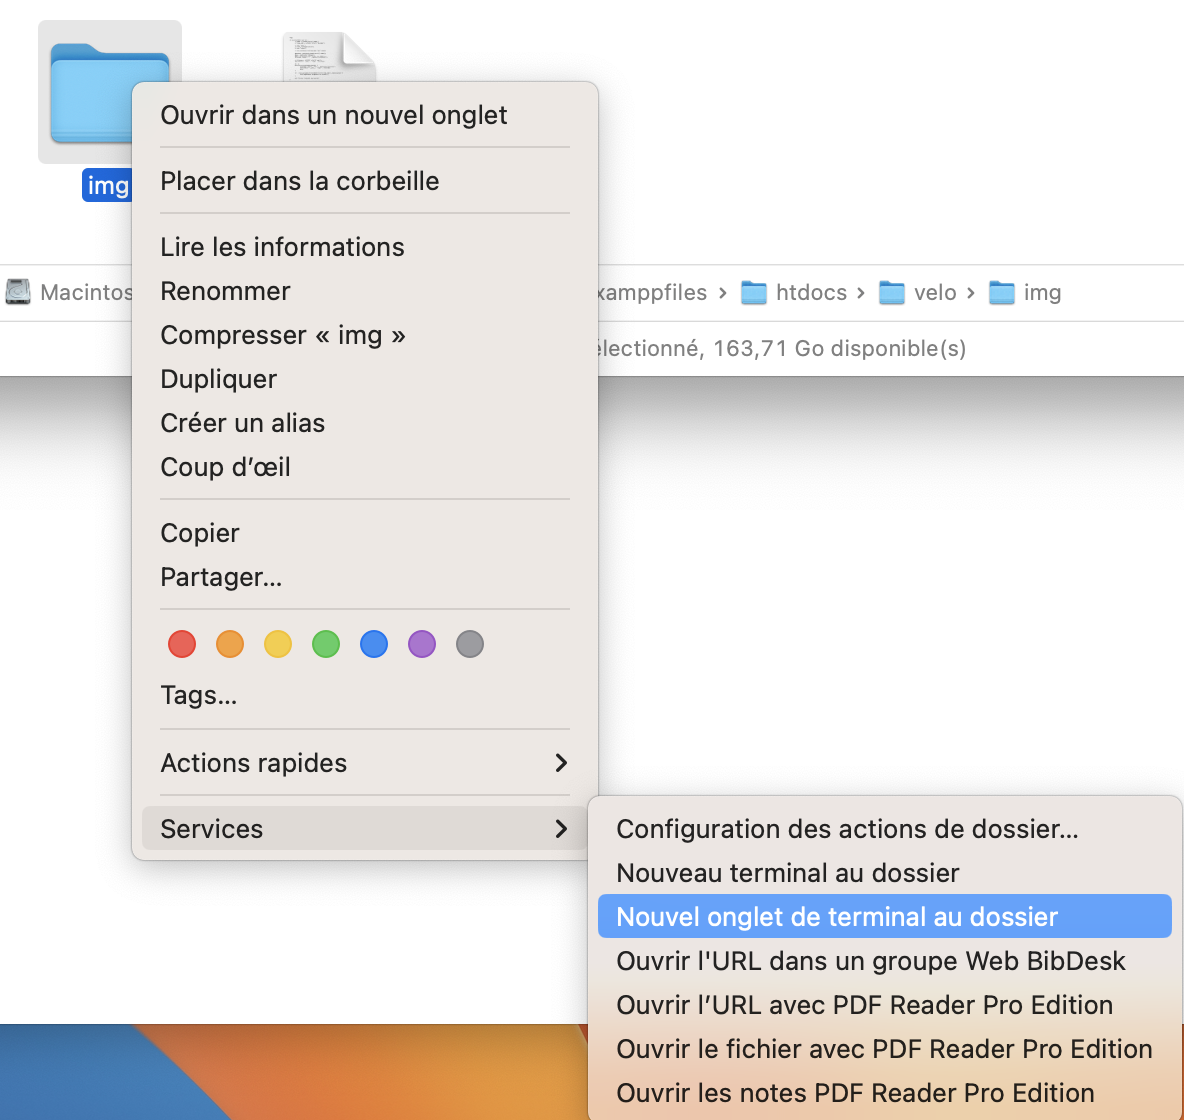 img
Ouvrir dans un nouvel onglet
Placer dans la corbeille
Lire les informations
Renommer
Compresser « img »
Dupliquer
Créer un alias
Coup d’œil
Copier
Partager...
Tags...
Actions rapides
Services
Macintos
xamppfiles › htdocs › velo › img
électionné, 163,71 Go disponible(s)
Configuration des actions de dossier...
Nouveau terminal au dossier
Nouvel onglet de terminal au dossier
Ouvrir l'URL dans un groupe Web BibDesk
Ouvrir l’URL avec PDF Reader Pro Edition
Ouvrir le fichier avec PDF Reader Pro Edition
Ouvrir les notes PDF Reader Pro Edition